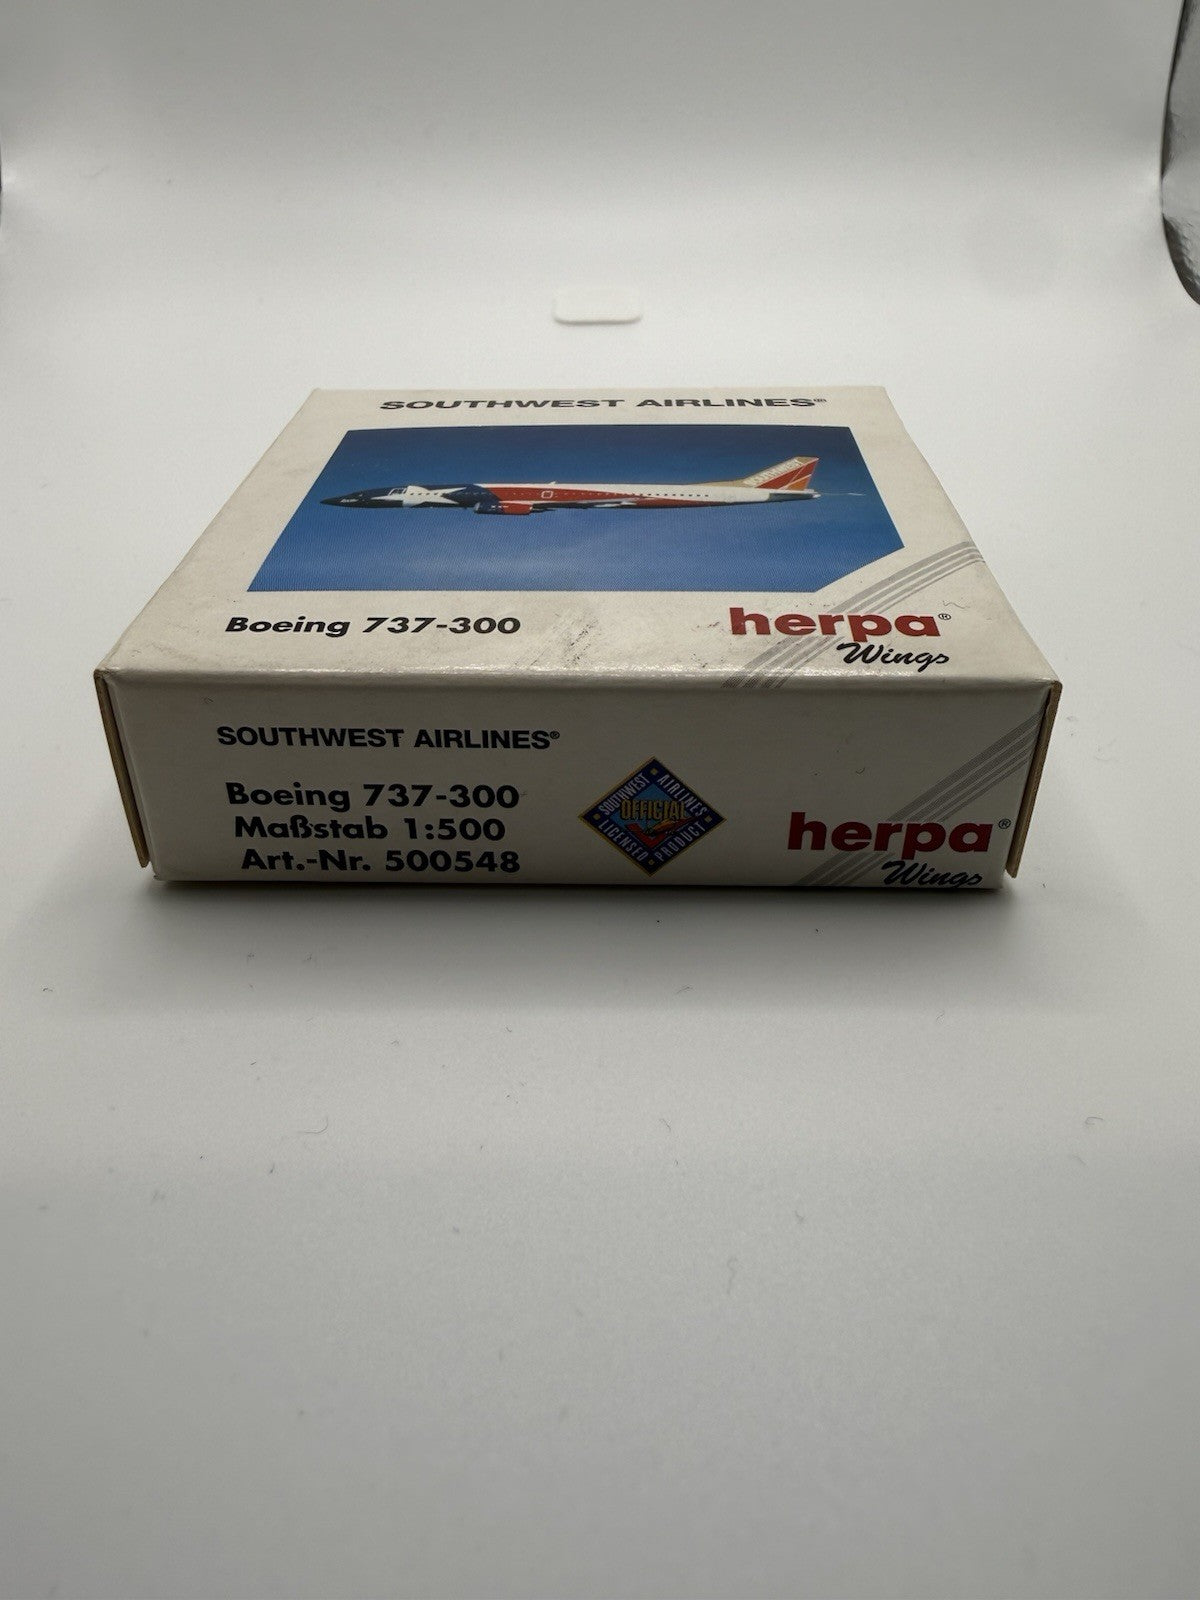 SOUTHWEST AIRLINES®
SOUTHWEST
Boeing 737-300
herpa®
Wings
SOUTHWEST AIRLINES®
Boeing 737-300
Maßstab 1:500
Art.-Nr. 500548
SOUTHWEST AIRLINES
OFFICIAL
LICENSED PRODUCT
herpa®
Wings